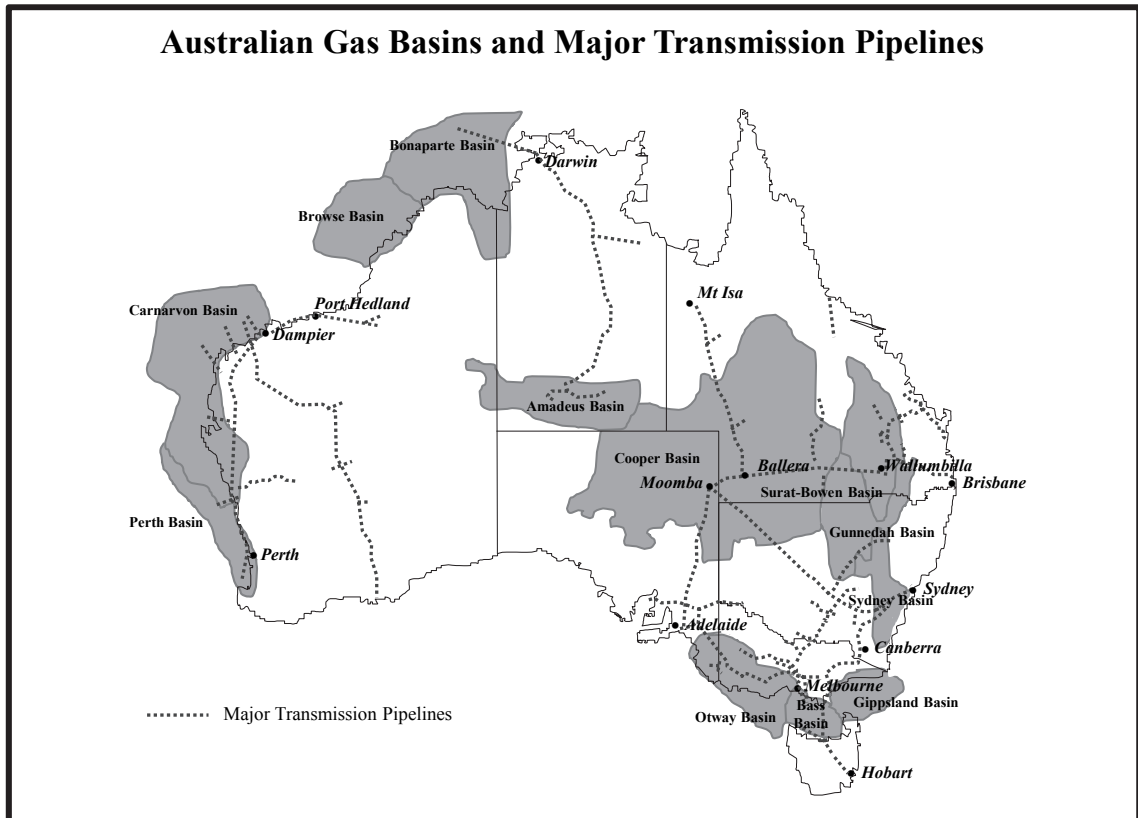 Australian Gas Basins and Major Transmission Pipelines
Bonaparte Basin
Darwin
Browse Basin
Mt Isa
Carnarvon Basin
Port Hedland
Dampier
Amadeus Basin
Cooper Basin
Ballera
Wallumbilla
Moomba
Surat-Bowen Basin
Brisbane
Perth Basin
Gunnedah Basin
Perth
Sydney
Sydney Basin
Adelaide
Canberra
Melbourne
Gippsland Basin
Major Transmission Pipelines
Otway Basin
Bass
Basin
Hobart